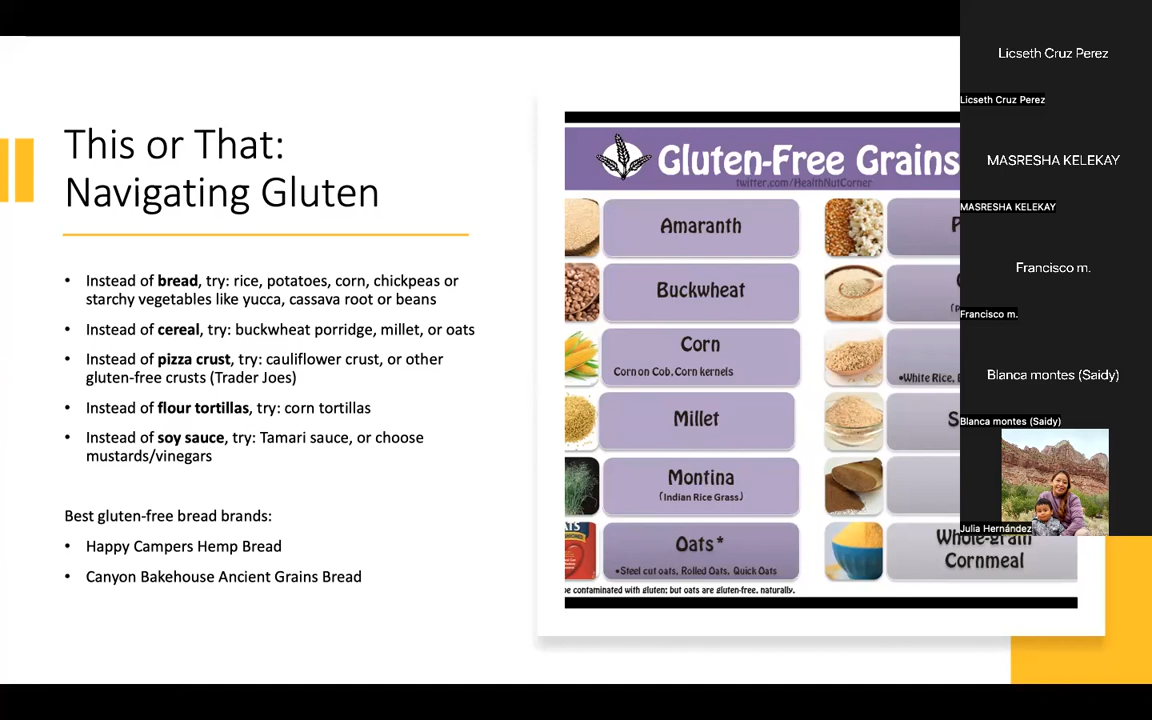 This or That:
Navigating Gluten
• Instead of bread, try: rice, potatoes, corn, chickpeas or
starchy vegetables like yucca, cassava root or beans
• Instead of cereal, try: buckwheat porridge, millet, or oats
• Instead of pizza crust, try: cauliflower crust, or other
gluten-free crusts (Trader Joes)
• Instead of flour tortillas, try: corn tortillas
• Instead of soy sauce, try: Tamari sauce, or choose
mustards/vinegars
Best gluten-free bread brands:
• Happy Campers Hemp Bread
• Canyon Bakehouse Ancient Grains Bread
Gluten-Free Grains
twitter.com/HealthNutCorner
Amaranth
Buckwheat
Corn
Corn on Cob, Corn kernels
Millet
Montina
(Indian Rice Grass)
Oats*
•Steel cut oats, Rolled Oats, Quick Oats
•White Rice,
Whole-grain
Cornmeal
be contaminated with gluten; but oats are gluten-free, naturally.
Licseth Cruz Perez
Licseth Cruz Perez
MASRESHA KELEKAY
MASRESHA KELEKAY
Francisco m.
Francisco m.
Blanca montes (Saidy)
Blanca montes (Saidy)
Julia Hernández